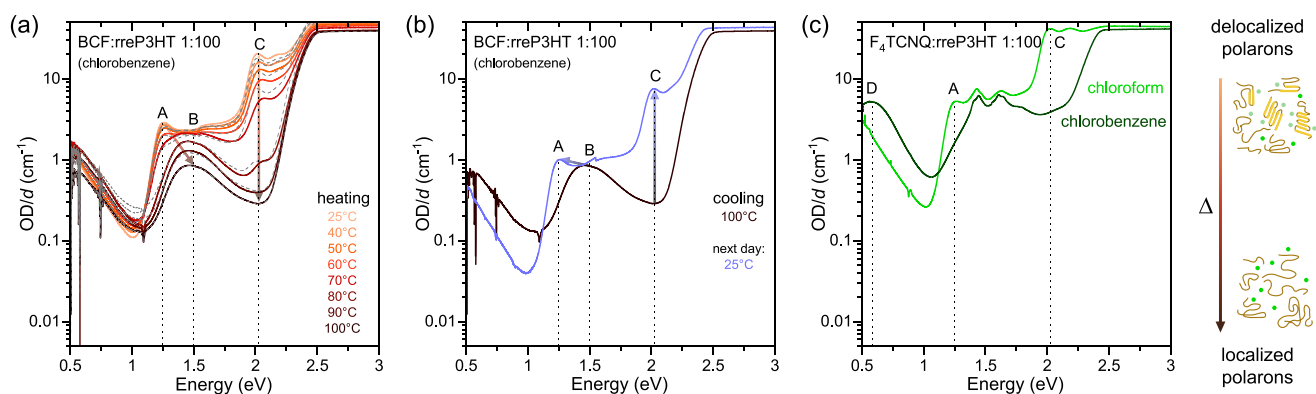 (a)
BCF:rreP3HT 1:100
(chlorobenzene)
C
A
B
heating
25°C
40°C
50°C
60°C
70°C
80°C
90°C
100°C
OD/d (cm⁻¹)
10
1
0.1
0.01
0.5
1
1.5
2
2.5
3
Energy (eV)
(b)
BCF:rreP3HT 1:100
(chlorobenzene)
C
A
B
cooling
100°C
next day:
25°C
OD/d (cm⁻¹)
10
1
0.1
0.01
0.5
1
1.5
2
2.5
3
Energy (eV)
(c)
F₄TCNQ:rreP3HT 1:100
C
D
A
chloroform
chlorobenzene
OD/d (cm⁻¹)
10
1
0.1
0.01
0.5
1
1.5
2
2.5
3
Energy (eV)
delocalized
polarons
Δ
localized
polarons